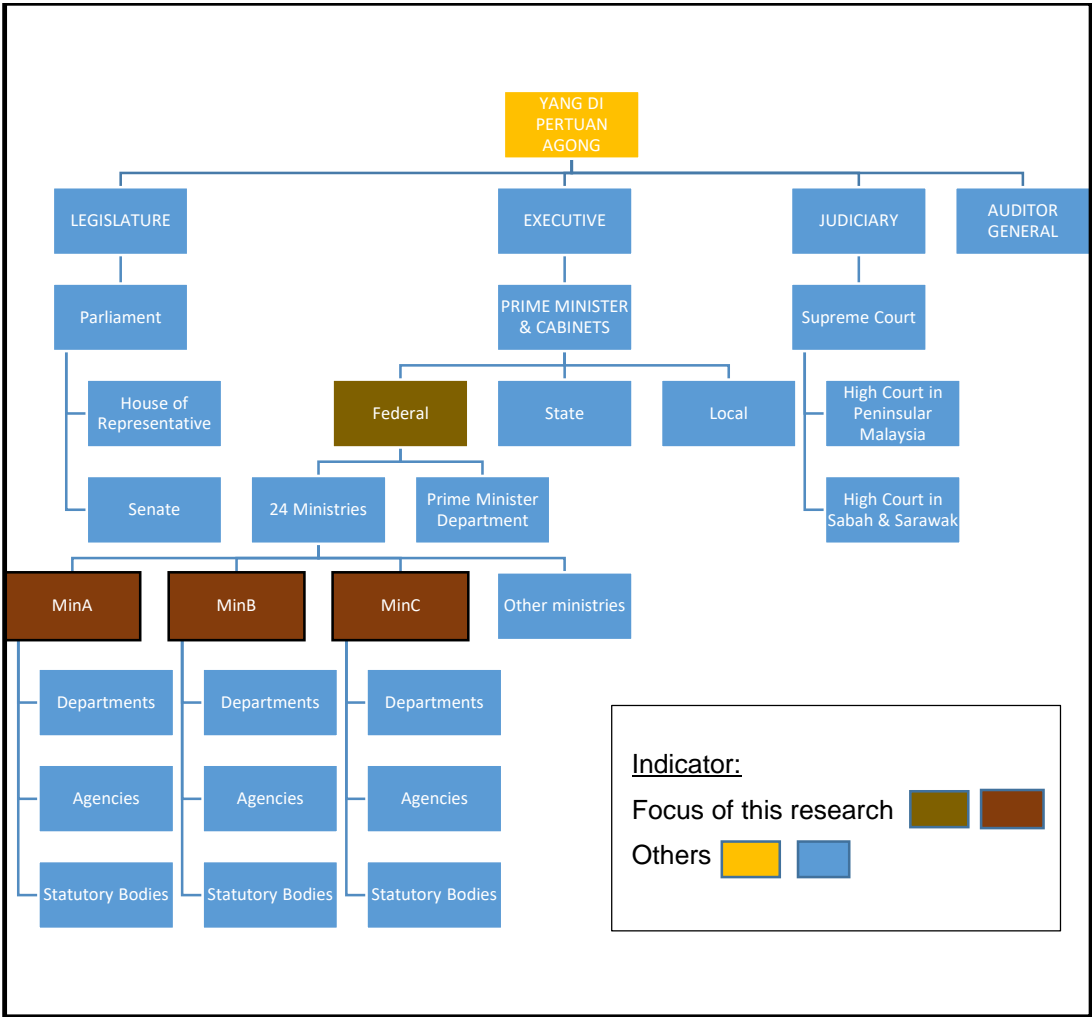 YANG DI
PERTUAN
AGONG
LEGISLATURE
EXECUTIVE
JUDICIARY
AUDITOR
GENERAL
Parliament
PRIME MINISTER
& CABINETS
Supreme Court
House of
Representative
Federal
State
Local
High Court in
Peninsular
Malaysia
Senate
24 Ministries
Prime Minister
Department
High Court in
Sabah & Sarawak
MinA
MinB
MinC
Other ministries
Departments
Departments
Departments
Agencies
Agencies
Agencies
Statutory Bodies
Statutory Bodies
Statutory Bodies
Indicator:
Focus of this research
Others